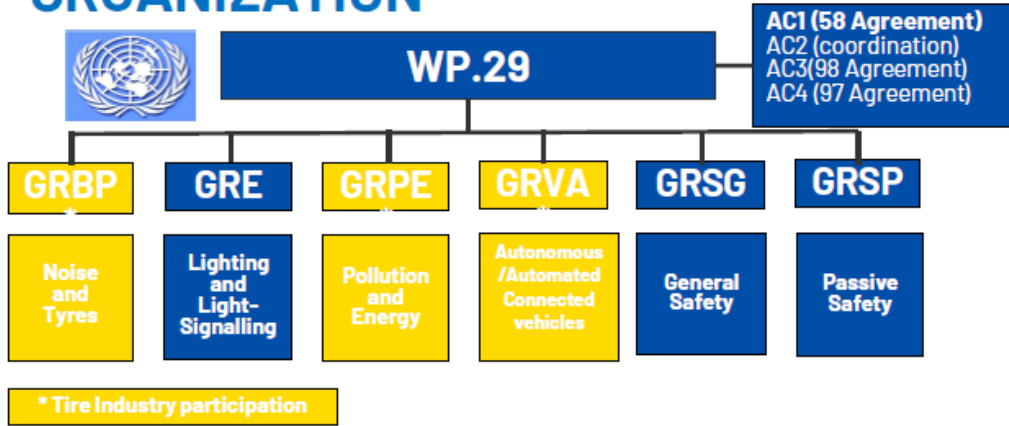 ORGANIZATION
WP.29
AC1 (58 Agreement)
AC2 (coordination)
AC3(98 Agreement)
AC4 (97 Agreement)
GRBP
*
GRE
GRPE
*
GRVA
*
GRSG
GRSP
Noise
and
Tyres
Lighting
and
Light-
Signalling
Pollution
and
Energy
Autonomous
/Automated
Connected
vehicles
General
Safety
Passive
Safety
* Tire Industry participation